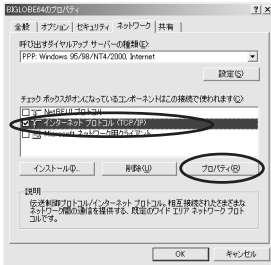 BIGLOBE64のプロパティ
全般 オプション セキュリティ ネットワーク 共有
呼び出すダイヤルアップ サーバーの種類(E):
PPP: Windows 95/98/NT4/2000, Internet
設定(S)
チェック ボックスがオンになっているコンポーネントはこの接続で使われます(O):
NetBEUI プロトコル
インターネット プロトコル (TCP/IP)
Microsoft ネットワーク用クライアント
インストール(I)...
削除(U)
プロパティ(R)
説明
伝送制御プロトコル/インターネット プロトコル。相互接続されたさまざまな
ネットワーク間の通信を提供する、既定のワイド エリア ネットワーク プロト
コルです。
OK
キャンセル